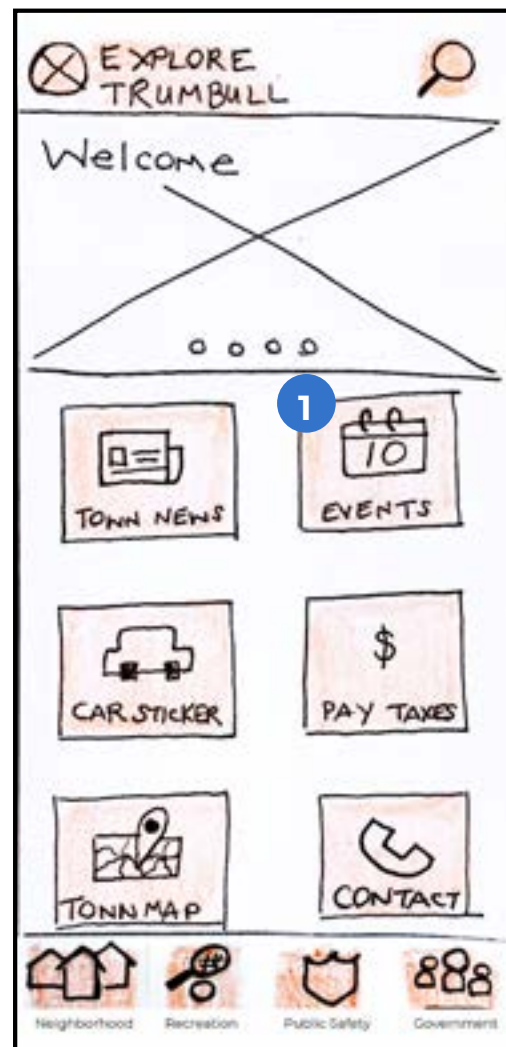 EXPLORE
TRUMBULL
Welcome
1
10
TOWN NEWS
EVENTS
$
CAR STICKER
PAY TAXES
TOWN MAP
CONTACT
Neighborhood
Recreation
Public Safety
Government